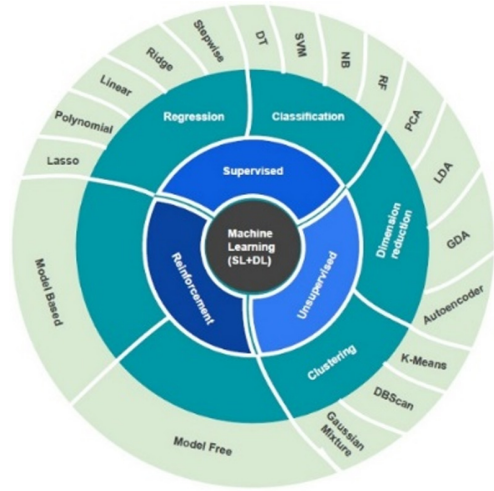 Machine
Learning
(SL+DL)
Supervised
Unsupervised
Reinforcement
Regression
Classification
Dimension
reduction
Clustering
Lasso
Polynomial
Linear
Ridge
Stepwise
DT
SVM
NB
RF
PCA
LDA
GDA
Autoencoder
K-Means
DBScan
Gaussian
Mixture
Model Free
Model Based